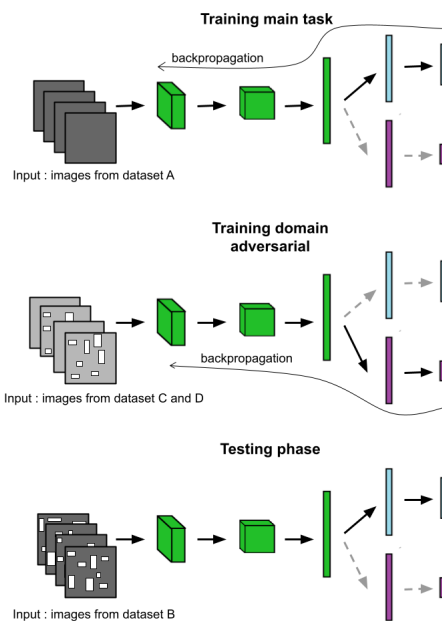 Training main task
backpropagation
Input : images from dataset A
Training domain
adversarial
backpropagation
Input : images from dataset C and D
Testing phase
Input : images from dataset B